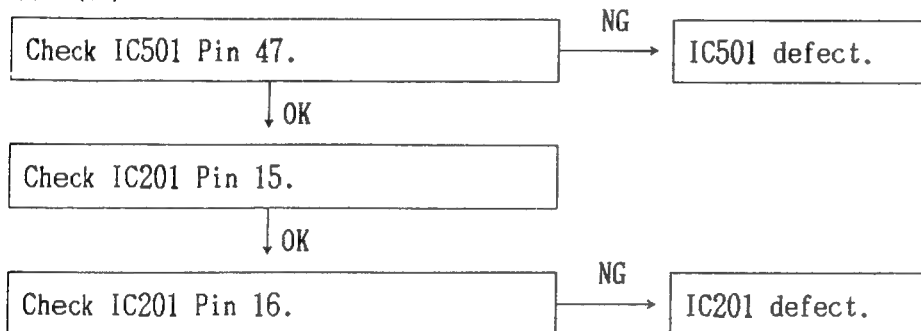 NG
Check IC501 Pin 47.
IC501 defect.
OK
Check IC201 Pin 15.
OK
NG
Check IC201 Pin 16.
IC201 defect.